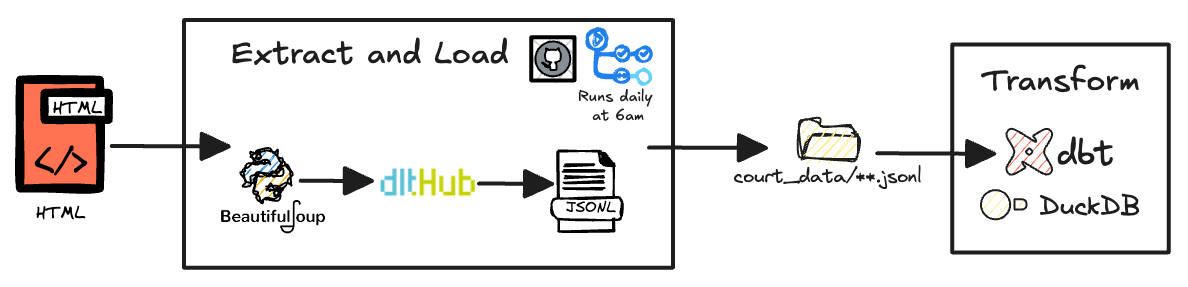 HTML
</>
HTML
Extract and Load
Runs daily
at 6am
BeautifulSoup
dltHub
JSONL
court_data/**.jsonl
Transform
dbt
DuckDB